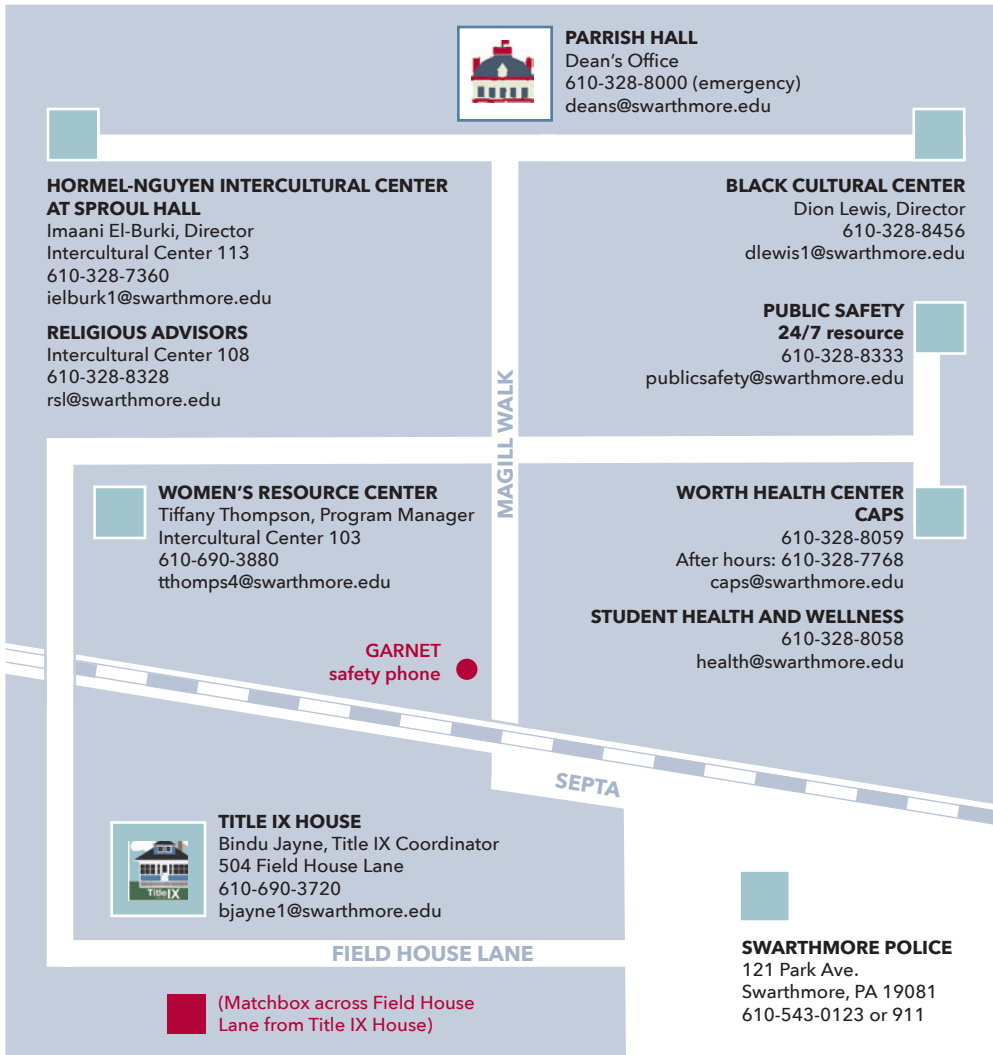 PARRISH HALL
Dean's Office
610-328-8000 (emergency)
deans@swarthmore.edu
HORMEL-NGUYEN INTERCULTURAL CENTER
AT SPROUL HALL
Imaani El-Burki, Director
Intercultural Center 113
610-328-7360
ielburk1@swarthmore.edu
RELIGIOUS ADVISORS
Intercultural Center 108
610-328-8328
rsl@swarthmore.edu
BLACK CULTURAL CENTER
Dion Lewis, Director
610-328-8456
dlewis1@swarthmore.edu
PUBLIC SAFETY
24/7 resource
610-328-8333
publicsafety@swarthmore.edu
MAGILL WALK
WOMEN'S RESOURCE CENTER
Tiffany Thompson, Program Manager
Intercultural Center 103
610-690-3880
tthomps4@swarthmore.edu
WORTH HEALTH CENTER
CAPS
610-328-8059
After hours: 610-328-7768
caps@swarthmore.edu
STUDENT HEALTH AND WELLNESS
610-328-8058
health@swarthmore.edu
GARNET
safety phone
SEPTA
TITLE IX HOUSE
Bindu Jayne, Title IX Coordinator
504 Field House Lane
610-690-3720
bjayne1@swarthmore.edu
Title IX
FIELD HOUSE LANE
(Matchbox across Field House
Lane from Title IX House)
SWARTHMORE POLICE
121 Park Ave.
Swarthmore, PA 19081
610-543-0123 or 911